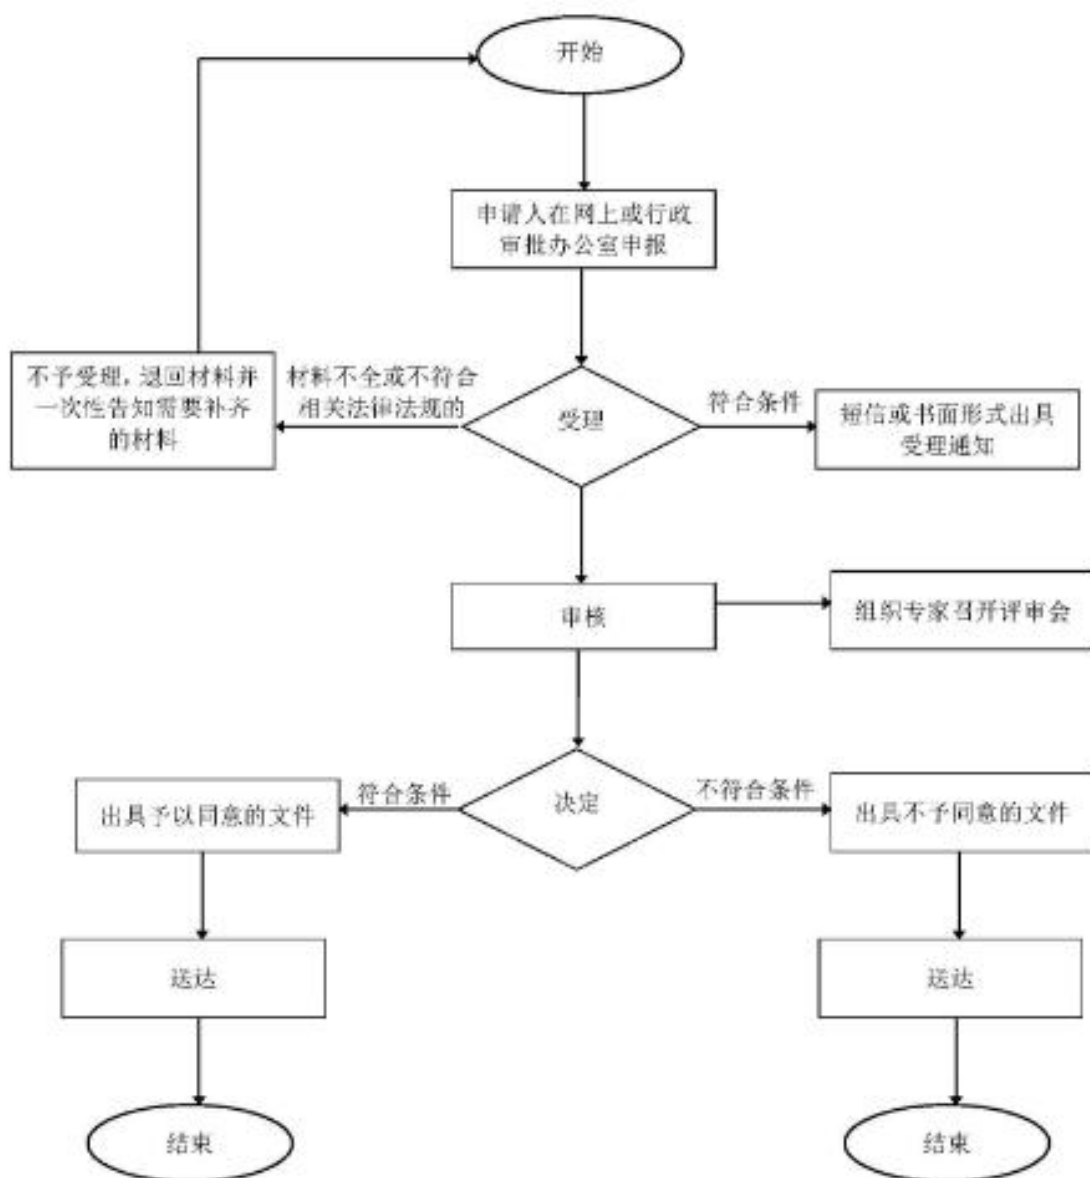 开始
申请人在网上或行政
审批办公室申报
不予受理，退回材料并
一次性告知需要补齐
的材料
材料不全或不符合
相关法律法规的
受理
符合条件
短信或书面形式出具
受理通知
审核
组织专家召开评审会
出具予以同意的文件
符合条件
决定
不符合条件
出具不予同意的文件
送达
送达
结束
结束